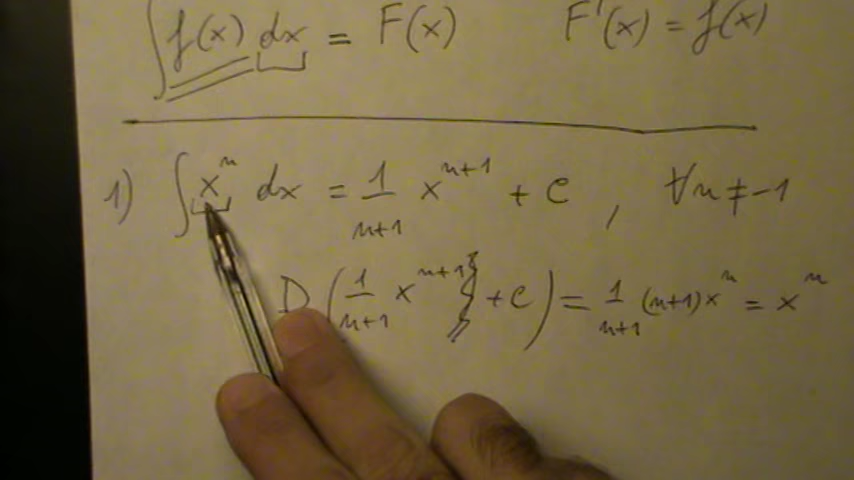 ∫ f(x) dx = F(x) F'(x) = f(x)
1) ∫ xⁿ dx = 1/(n+1) xⁿ⁺¹ + c , ∀n ≠ -1
D (1/(n+1) xⁿ⁺¹ + c) = 1/(n+1) (n+1)xⁿ = xⁿ